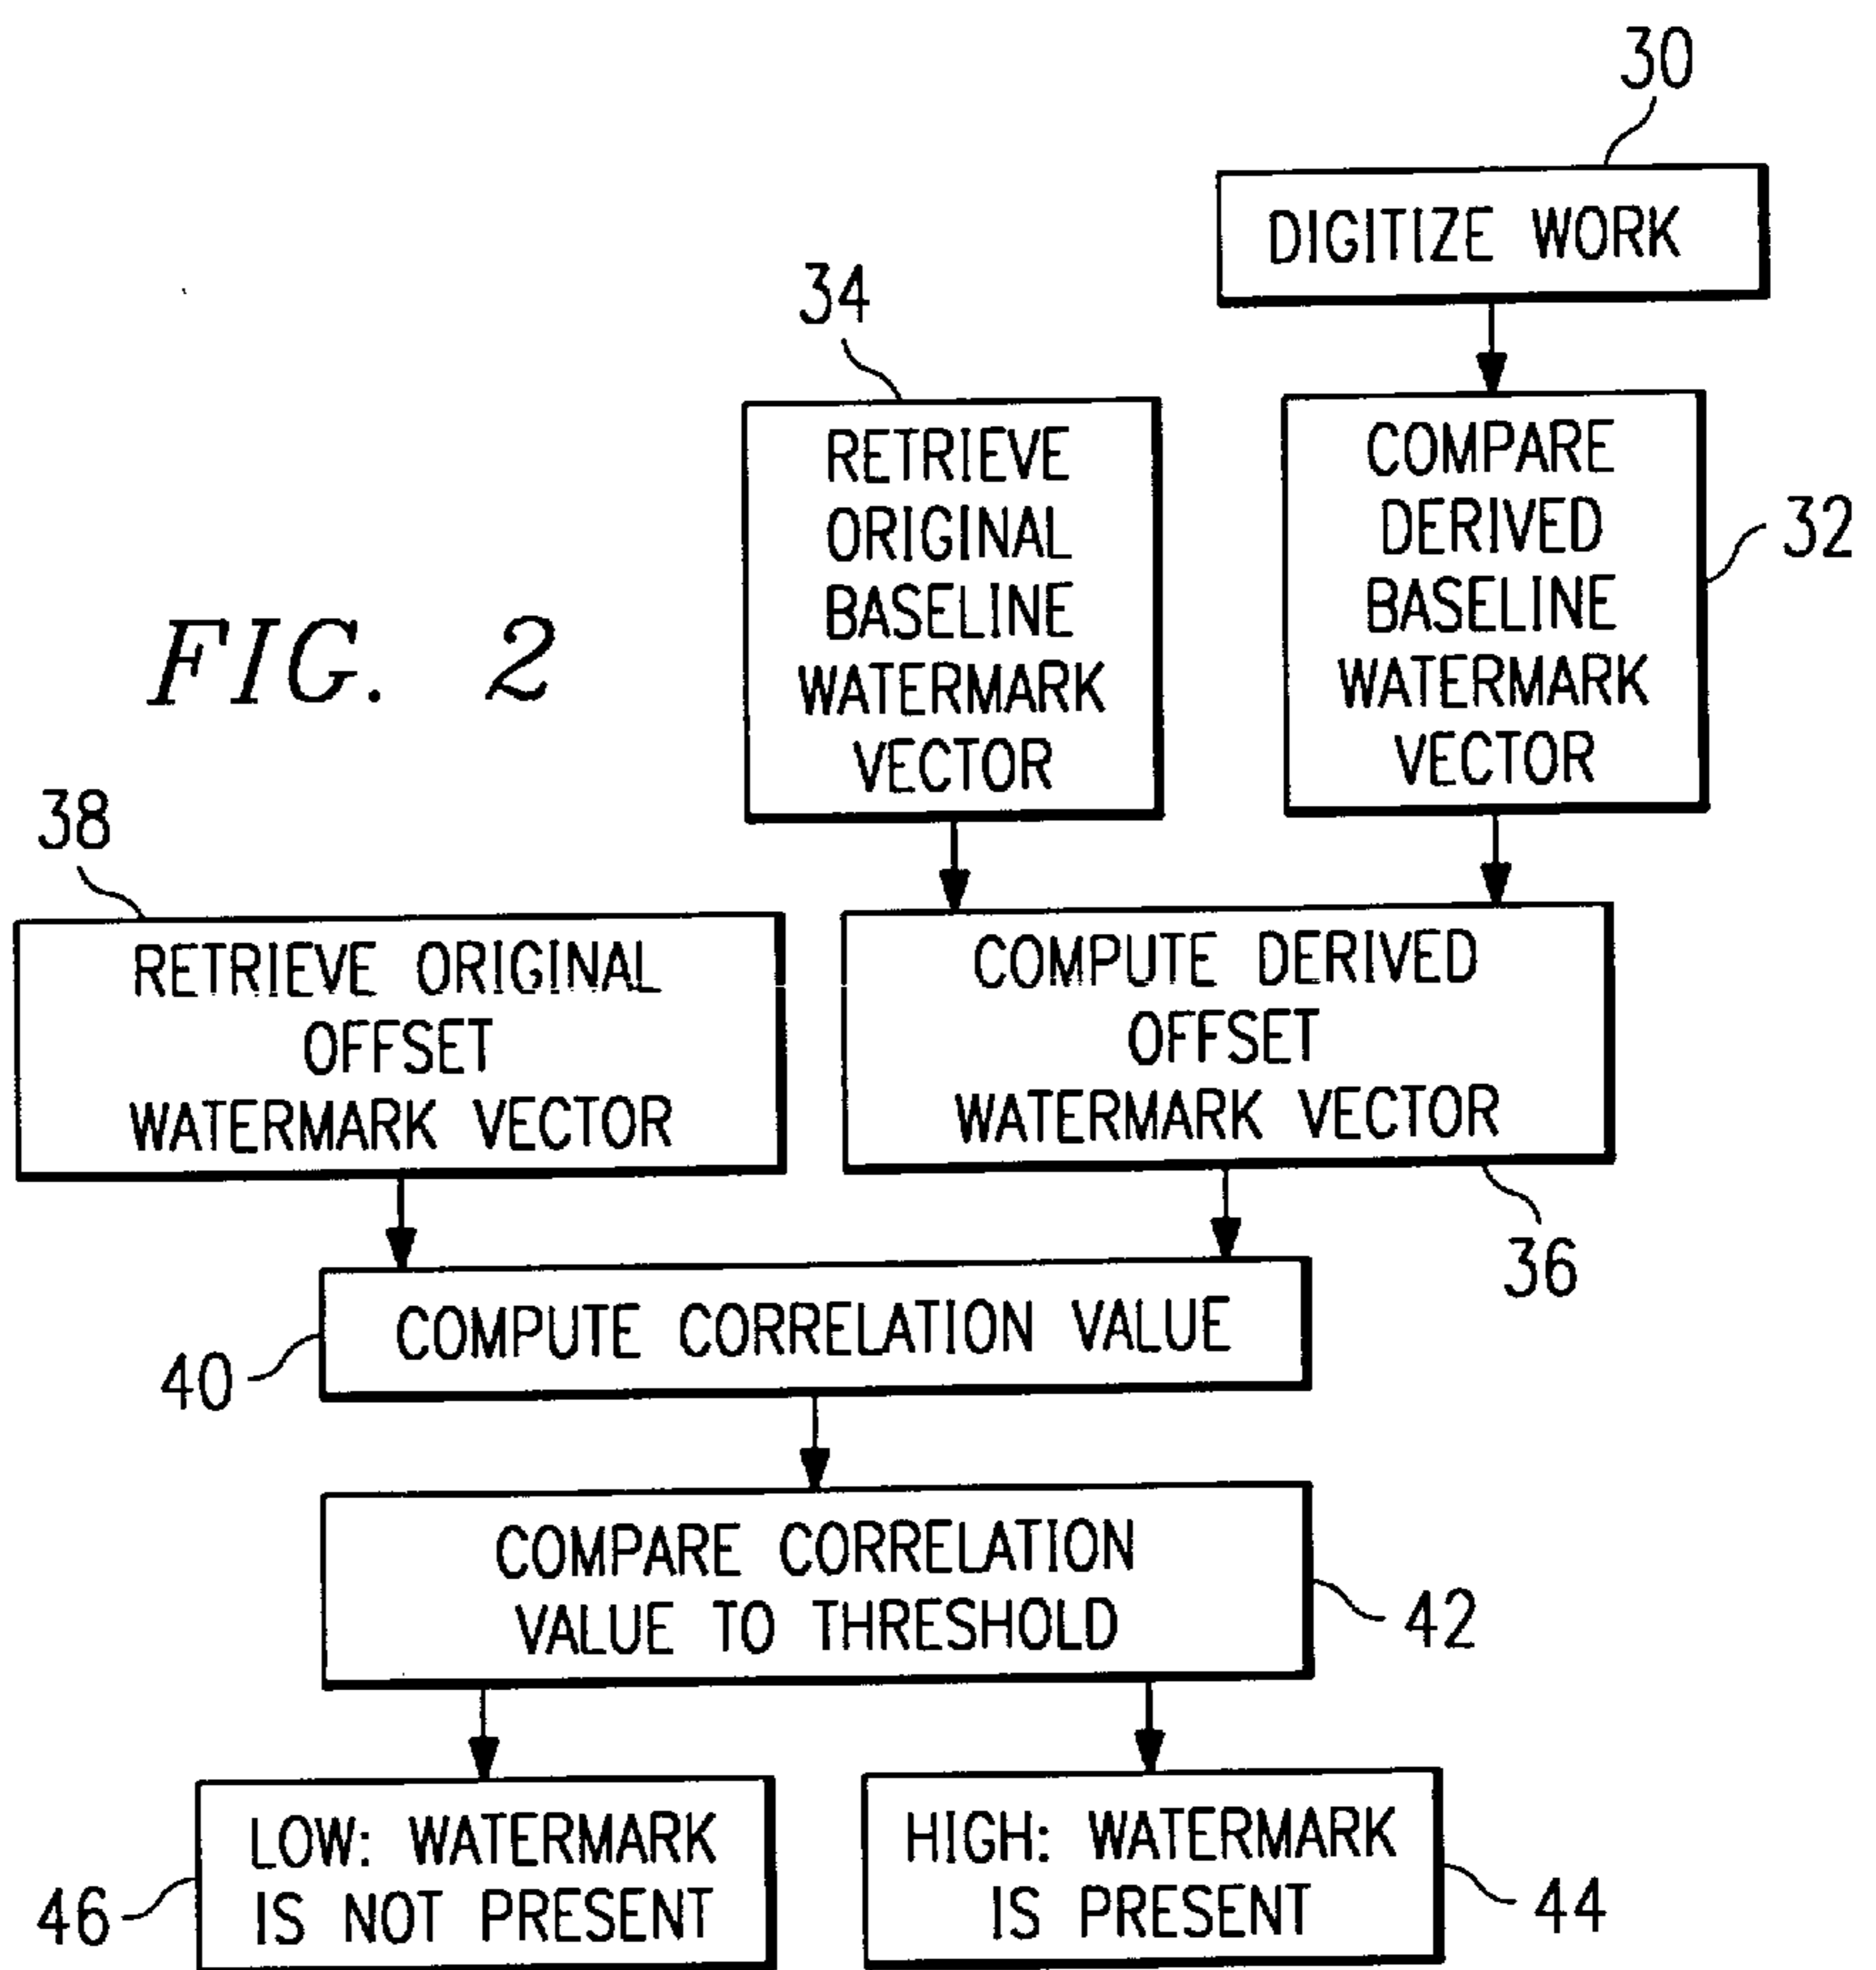 30
DIGITIZE WORK
34
RETRIEVE
ORIGINAL
BASELINE
WATERMARK
VECTOR
COMPARE
DERIVED
BASELINE
WATERMARK
VECTOR
32
FIG. 2
38
RETRIEVE ORIGINAL
OFFSET
WATERMARK VECTOR
COMPUTE DERIVED
OFFSET
WATERMARK VECTOR
36
COMPUTE CORRELATION VALUE
40
COMPARE CORRELATION
VALUE TO THRESHOLD
42
LOW: WATERMARK
IS NOT PRESENT
46
HIGH: WATERMARK
IS PRESENT
44